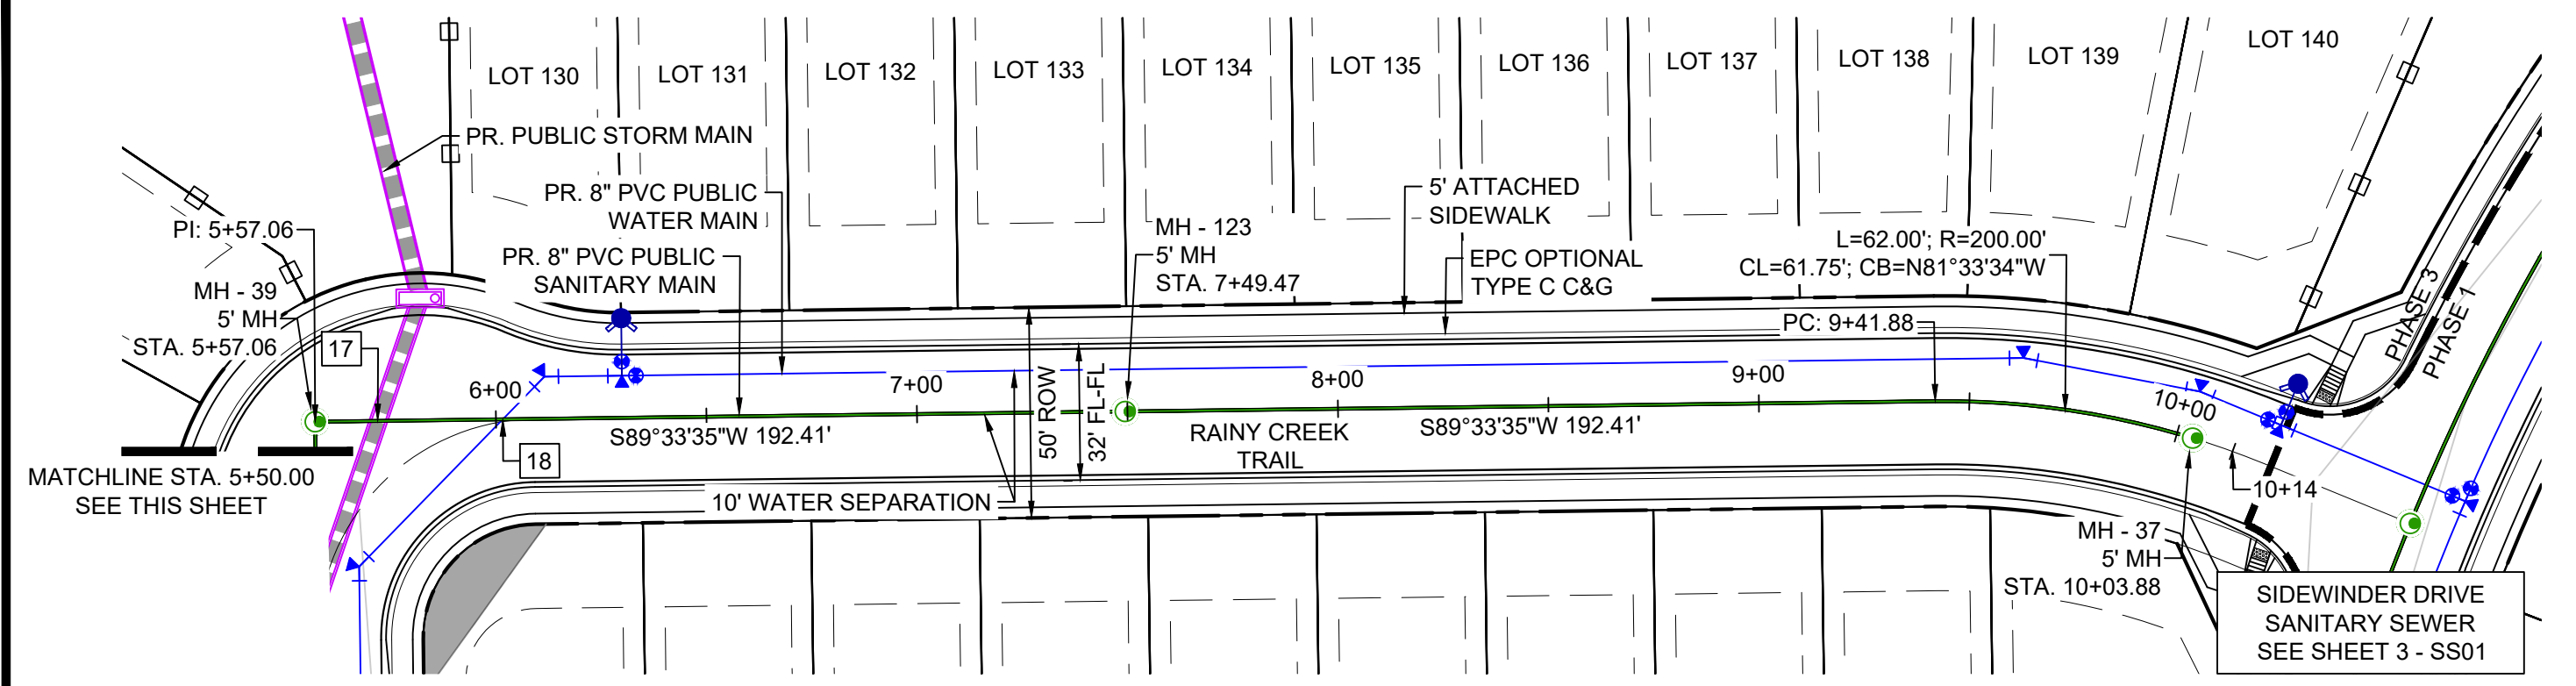 LOT 130
LOT 131
LOT 132
LOT 133
LOT 134
LOT 135
LOT 136
LOT 137
LOT 138
LOT 139
LOT 140
PR. PUBLIC STORM MAIN
PR. 8" PVC PUBLIC
WATER MAIN
PR. 8" PVC PUBLIC
SANITARY MAIN
PI: 5+57.06
MH - 39
5' MH
STA. 5+57.06
17
MATCHLINE STA. 5+50.00
SEE THIS SHEET
MH - 123
5' MH
STA. 7+49.47
5' ATTACHED
SIDEWALK
EPC OPTIONAL
TYPE C C&G
L=62.00'; R=200.00'
CL=61.75'; CB=N81°33'34"W
PC: 9+41.88
PHASE 3
PHASE 1
6+00
7+00
8+00
9+00
10+00
S89°33'35"W 192.41'
18
50' ROW
32' FL-FL
RAINY CREEK
TRAIL
S89°33'35"W 192.41'
10' WATER SEPARATION
10+14
MH - 37
5' MH
STA. 10+03.88
SIDEWINDER DRIVE
SANITARY SEWER
SEE SHEET 3 - SS01